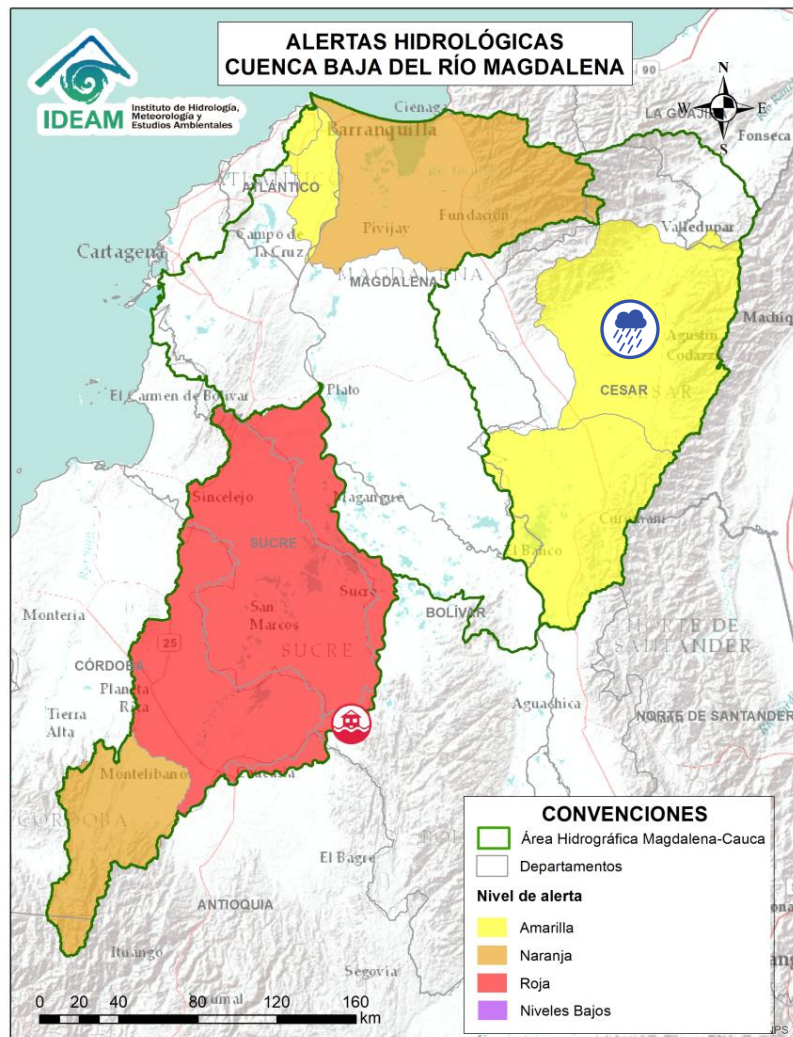 ALERTAS HIDROLÓGICAS
CUENCA BAJA DEL RÍO MAGDALENA
IDEAM
Instituto de Hidrología,
Meteorología y
Estudios Ambientales
90
N
W E
S
Ciénaga
LA GUAJIRA
Fonseca
Barranquilla
ATLÁNTICO
Pivijay
Fundación
Valledupar
Cartagena
Campo de
la Cruz
MAGDALENA
MAGDALENA
Agustín
Codazzi
CESAR
Plato
El Carmen de Bolívar
Sincelejo
Magangué
SUCRE
El Banco
Sucre
San
Marcos
BOLÍVAR
Montería
25
SUCRE
NORTE DE
SANTANDER
CÓRDOBA
Planeta
Rica
Tierra
Alta
Aguachica
NORTE DE SANTANDER
Montelíbano
CÓRDOBA
El Bagre
ANTIOQUIA
Ituango
Segovia
0 20 40 80 120 160
km
CONVENCIONES
Área Hidrográfica Magdalena-Cauca
Departamentos
Nivel de alerta
Amarilla
Naranja
Roja
Niveles Bajos